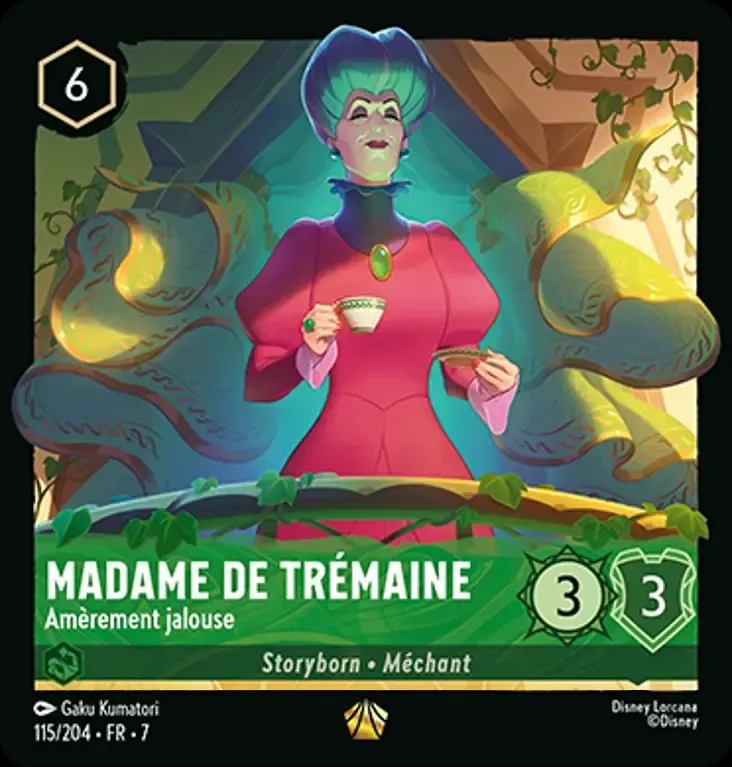 6
MADAME DE TRÉMAINE
Amèrement jalouse
3
3
Storyborn • Méchant
Gaku Kumatori
115/204 • FR • 7
Disney Lorcana
©Disney